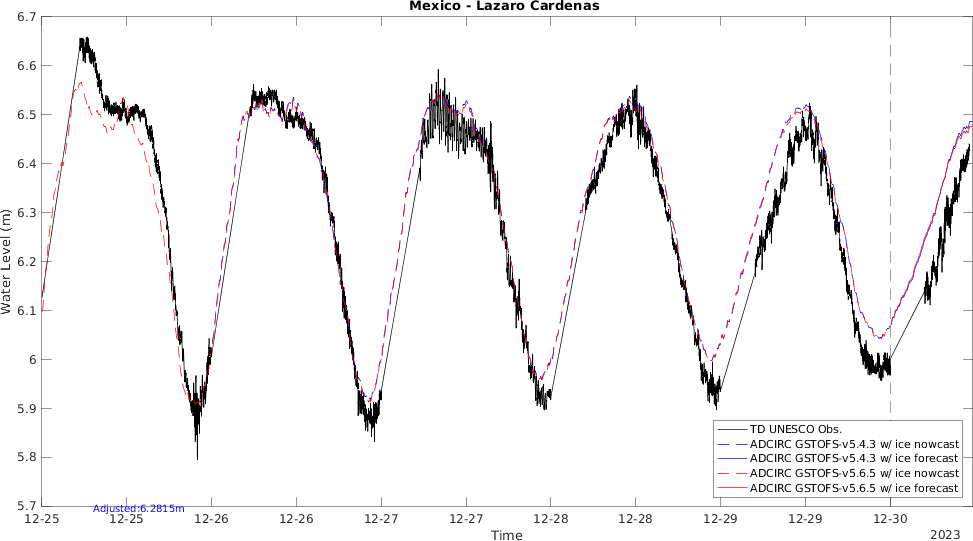 Mexico - Lazaro Cardenas
6.7
6.6
6.5
6.4
6.3
6.2
6.1
6
5.9
5.8
5.7
Water Level (m)
TD UNESCO Obs.
ADCIRC GSTOFS-v5.4.3 w/ ice nowcast
ADCIRC GSTOFS-v5.4.3 w/ ice forecast
ADCIRC GSTOFS-v5.6.5 w/ ice nowcast
ADCIRC GSTOFS-v5.6.5 w/ ice forecast
Adjusted:6.2815m
12-25 12-25 12-26 12-26 12-27 12-27 12-28 12-28 12-29 12-29 12-30
Time
2023